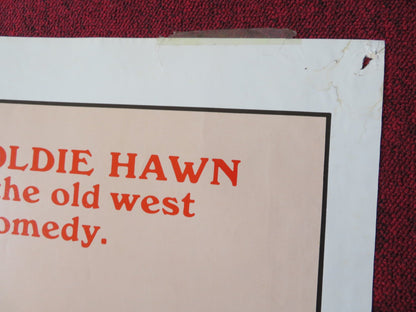 OLDIE HAWN
the old west
omedy.